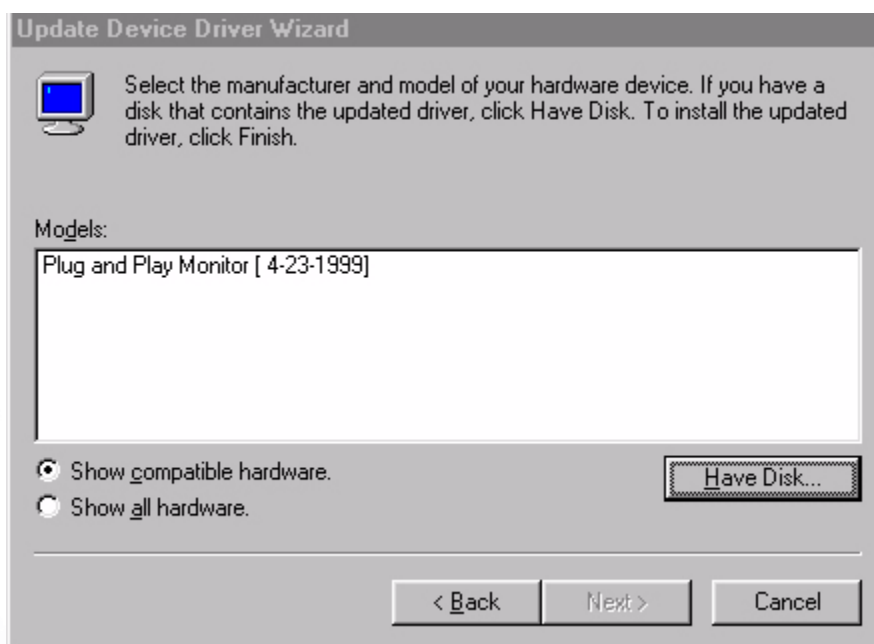 Update Device Driver Wizard
Select the manufacturer and model of your hardware device. If you have a
disk that contains the updated driver, click Have Disk. To install the updated
driver, click Finish.
Models:
Plug and Play Monitor [ 4-23-1999]
Show compatible hardware.
Show all hardware.
Have Disk...
< Back
Next >
Cancel